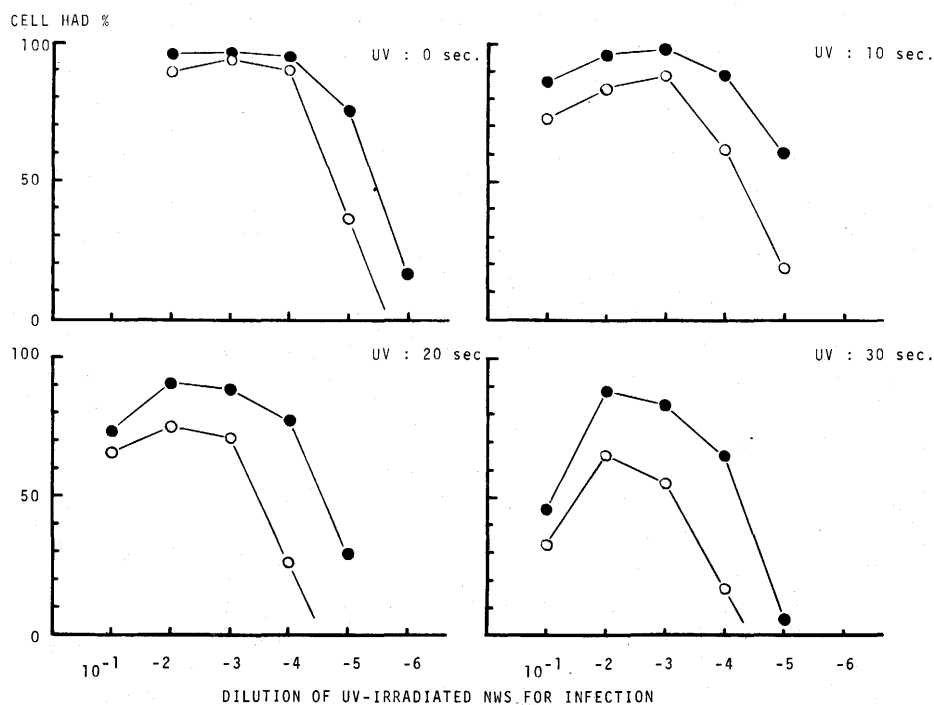 CELL HAD %
100
UV : 0 sec.
UV : 10 sec.
50
0
100
UV : 20 sec
UV : 30 sec.
50
0
10-1 -2 -3 -4 -5 -6
10-1 -2 -3 -4 -5 -6
DILUTION OF UV-IRRADIATED NWS FOR INFECTION